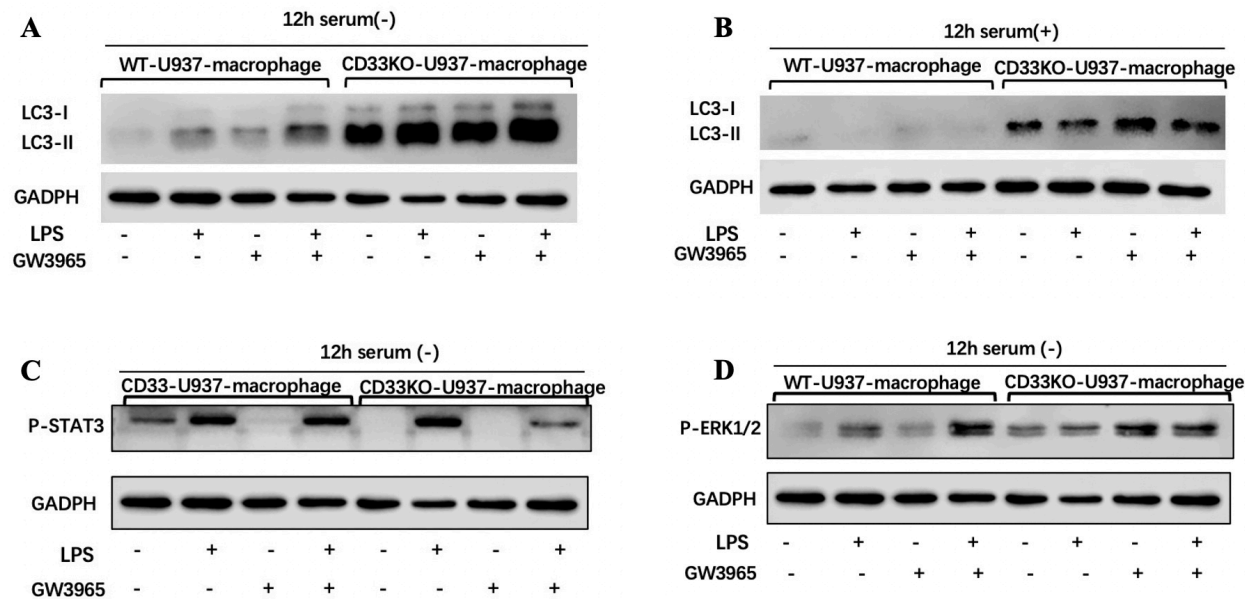 A
12h serum(-)
WT-U937-macrophage CD33KO-U937-macrophage
LC3-I
LC3-II
GADPH
LPS - + - + - + - +
GW3965 - - + + - - + +
B
12h serum(+)
WT-U937-macrophage CD33KO-U937-macrophage
LC3-I
LC3-II
GADPH
LPS - + - + - + - +
GW3965 - - + + - - + +
C
12h serum (-)
CD33-U937-macrophage CD33KO-U937-macrophage
P-STAT3
GADPH
LPS - + - + - + - +
GW3965 - - + + - - + +
D
12h serum (-)
WT-U937-macrophage CD33KO-U937-macrophage
P-ERK1/2
GADPH
LPS - + - + - + - +
GW3965 - - + + - - + +